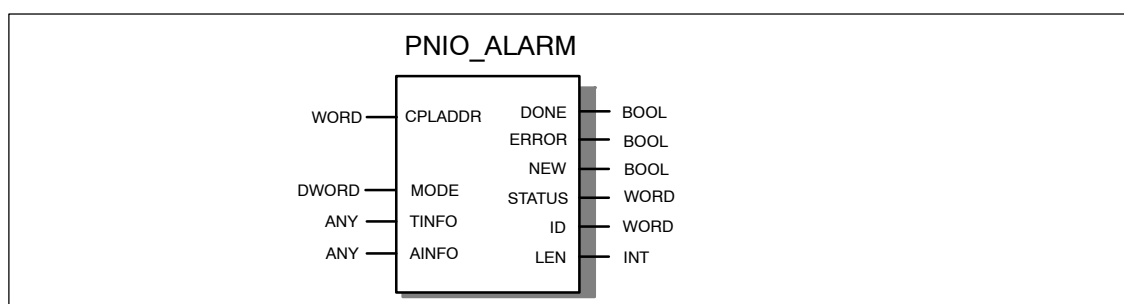 PNIO_ALARM
WORD CPLADDR DONE BOOL
ERROR BOOL
NEW BOOL
DWORD MODE STATUS WORD
ANY TINFO ID WORD
ANY AINFO LEN INT